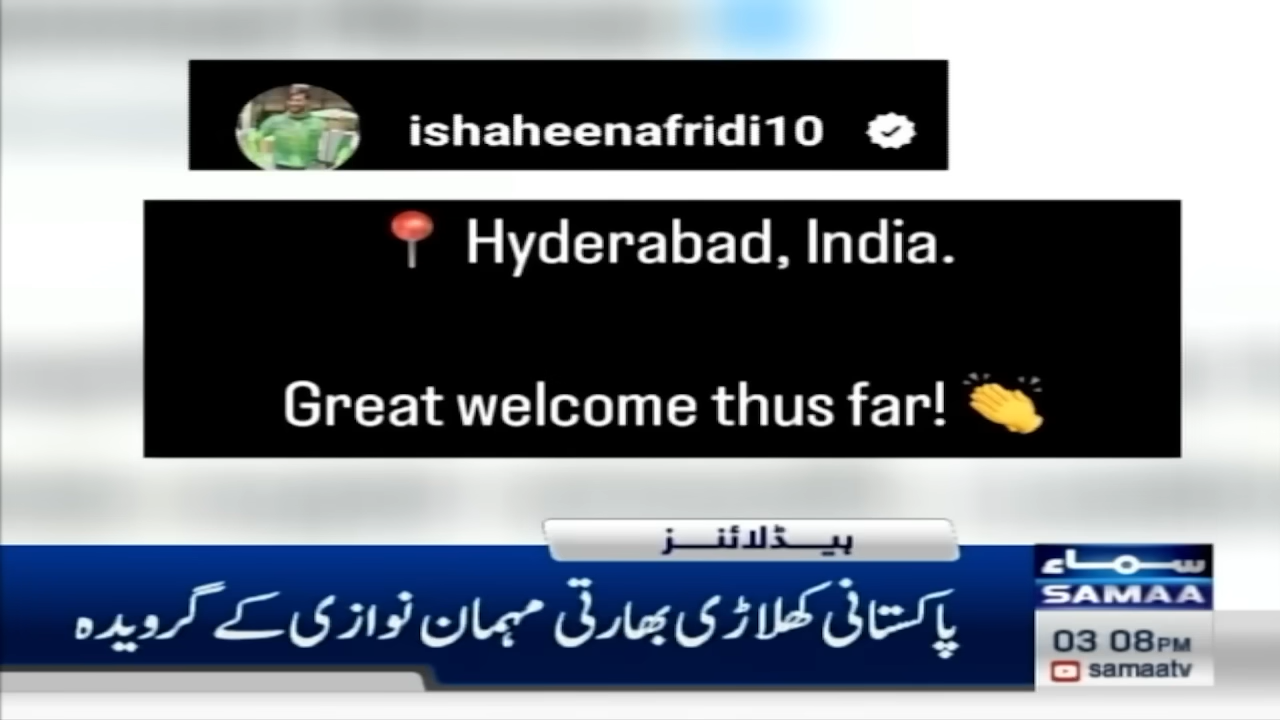 ishaheenafridi10
Hyderabad, India.
Great welcome thus far!
ہیڈلائنز
پاکستانی کھلاڑی بھارتی مہمان نوازی کے گرویدہ
سماء
SAMAA
03 08PM
samaatv